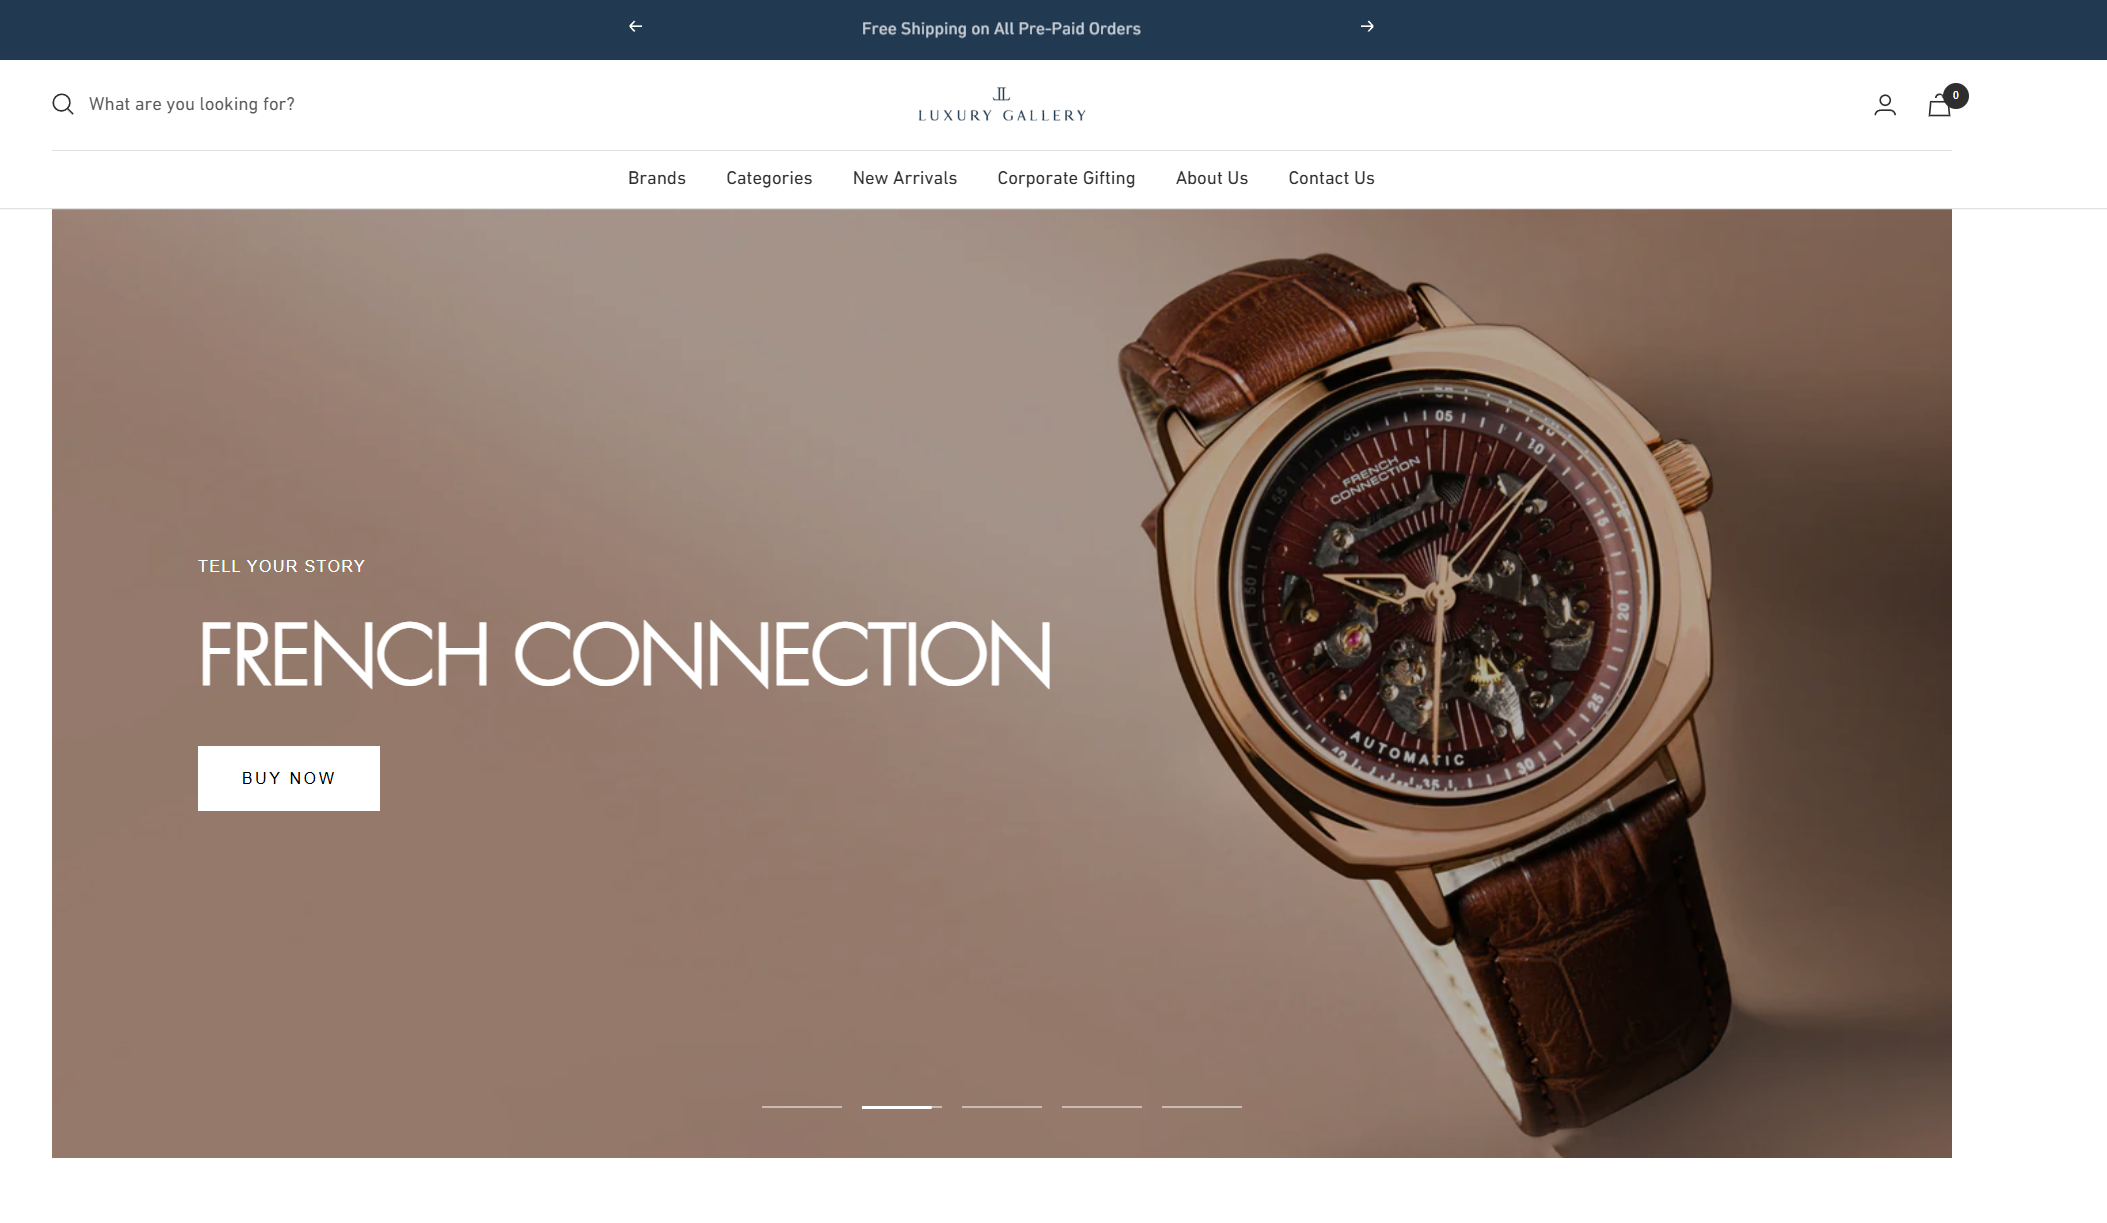 Free Shipping on All Pre-Paid Orders
What are you looking for?
LUXURY GALLERY
0
Brands Categories New Arrivals Corporate Gifting About Us Contact Us
TELL YOUR STORY
FRENCH CONNECTION
BUY NOW
FRENCH
CONNECTION
60 05 10 15 20 25 30 35 40 45 50 55
AUTOMATIC